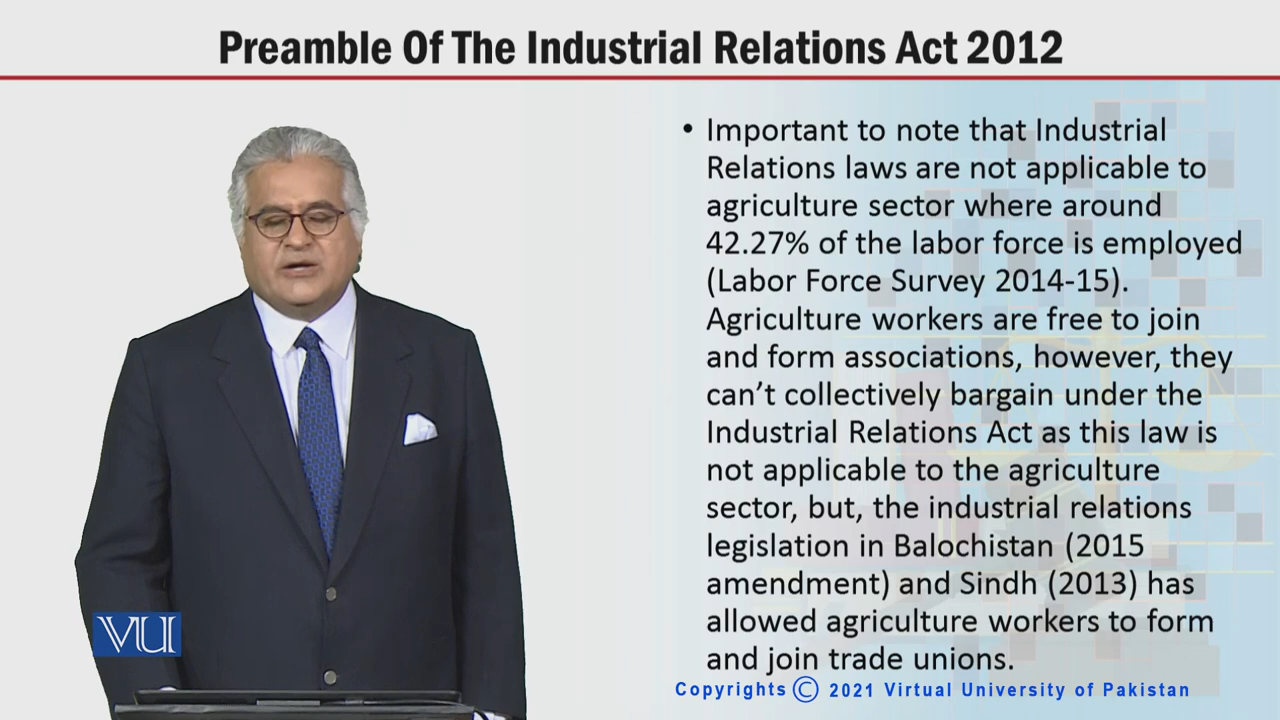 Preamble Of The Industrial Relations Act 2012
• Important to note that Industrial
Relations laws are not applicable to
agriculture sector where around
42.27% of the labor force is employed
(Labor Force Survey 2014-15).
Agriculture workers are free to join
and form associations, however, they
can’t collectively bargain under the
Industrial Relations Act as this law is
not applicable to the agriculture
sector, but, the industrial relations
legislation in Balochistan (2015
amendment) and Sindh (2013) has
allowed agriculture workers to form
and join trade unions.
VU
Copyrights © 2021 Virtual University of Pakistan